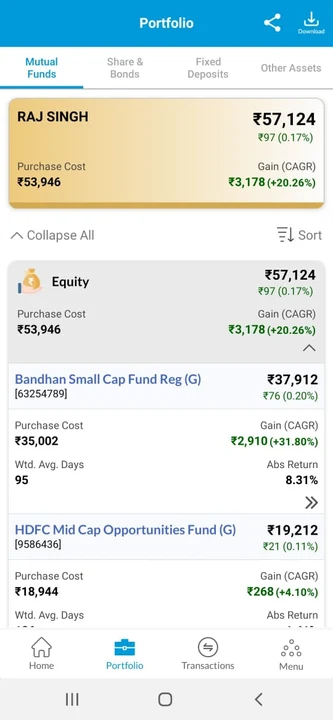 Portfolio
Download
Mutual Funds
Share & Bonds
Fixed Deposits
Other Assets
RAJ SINGH ₹57,124
₹97 (0.17%)
Purchase Cost Gain (CAGR)
₹53,946 ₹3,178 (+20.26%)
Collapse All Sort
Equity ₹57,124
₹97 (0.17%)
Purchase Cost Gain (CAGR)
₹53,946 ₹3,178 (+20.26%)
Bandhan Small Cap Fund Reg (G) ₹37,912
[63254789] ₹76 (0.20%)
Purchase Cost Gain (CAGR)
₹35,002 ₹2,910 (+31.80%)
Wtd. Avg. Days Abs Return
95 8.31%
HDFC Mid Cap Opportunities Fund (G) ₹19,212
[9586436] ₹21 (0.11%)
Purchase Cost Gain (CAGR)
₹18,944 ₹268 (+4.10%)
Wtd. Avg. Days Abs Return
Home Portfolio Transactions Menu